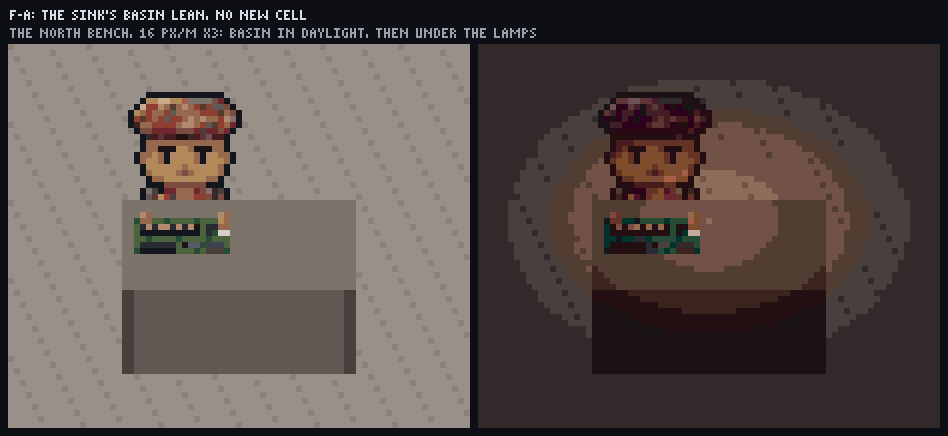 F-A: THE SINK'S BASIN LEAN, NO NEW CELL
THE NORTH BENCH, 16 PX/M X3: BASIN IN DAYLIGHT, THEN UNDER THE LAMPS